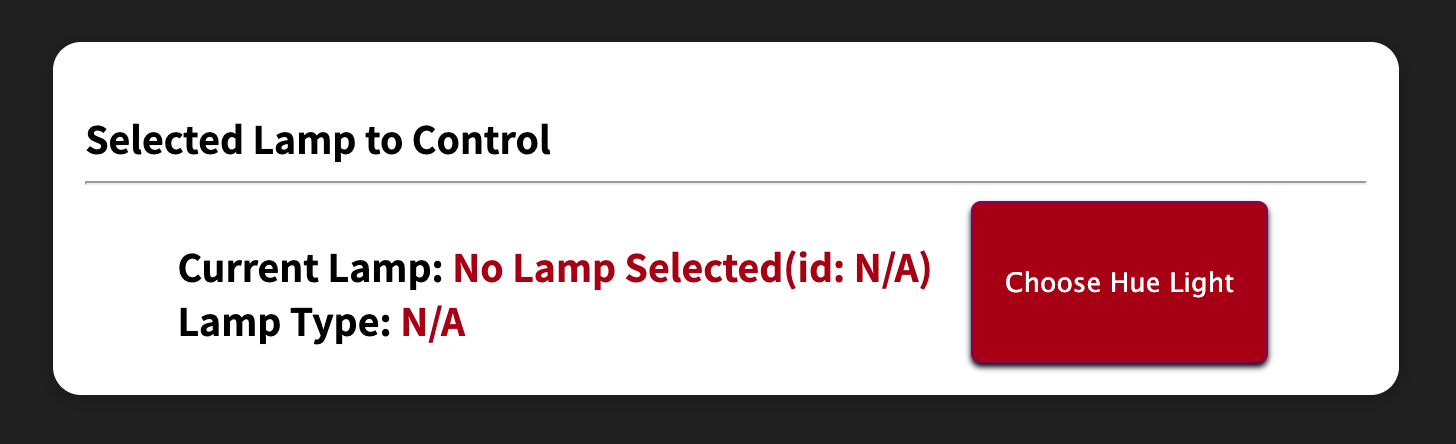 Selected Lamp to Control
Current Lamp: No Lamp Selected(id: N/A)
Lamp Type: N/A
Choose Hue Light